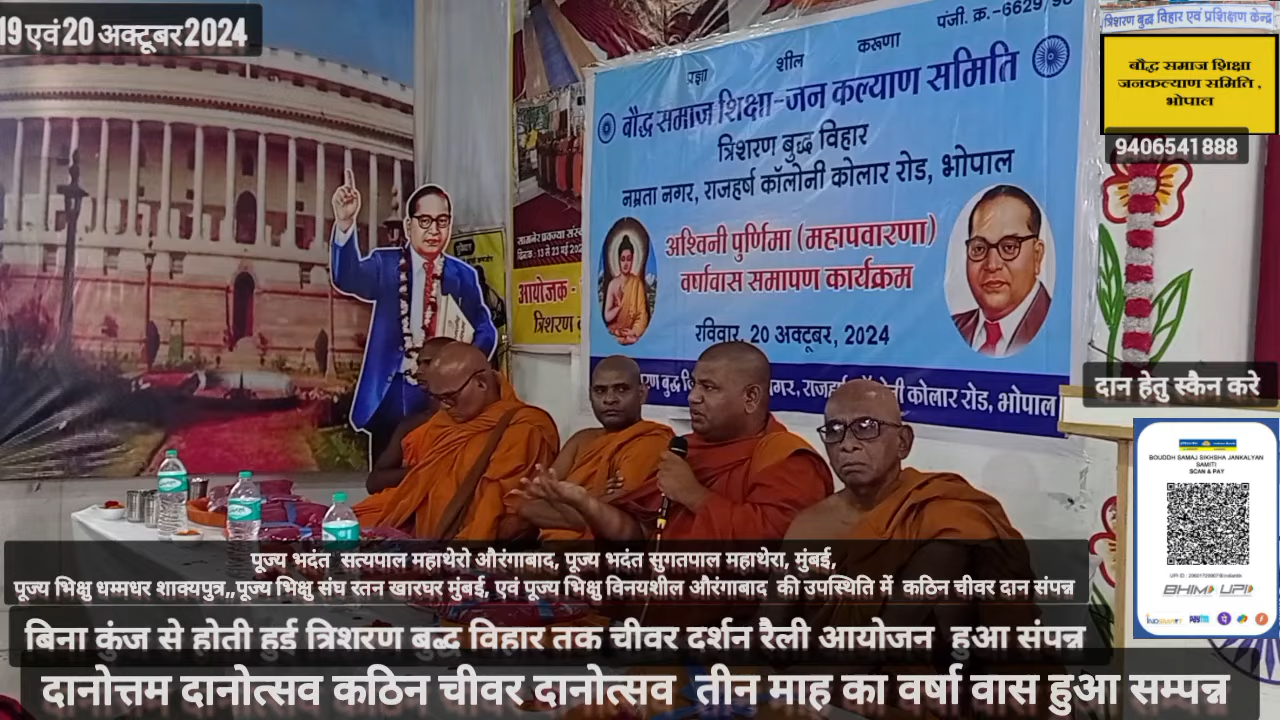 19 एवं 20 अक्टूबर 2024
पंजी. क्र.-6629
प्रज्ञा शील करूणा
बौद्ध समाज शिक्षा-जन कल्याण समिति
त्रिशरण बुद्ध विहार
नम्रता नगर, राजहर्ष कॉलोनी कोलार रोड, भोपाल
अश्विनी पुर्णिमा (महापवारणा)
वर्षावास समापण कार्यक्रम
रविवार, 20 अक्टूबर, 2024
कोलार रोड, भोपाल
आयोजक -
त्रिशरण
त्रिशरण बुद्ध विहार एवं प्रशिक्षण केन्द्र
बौद्ध समाज शिक्षा
जनकल्याण समिति ,
भोपाल
9406541888
दान हेतु स्कैन करे
BOUDDH SAMAJ SIKHSHA JANKALYAN
SAMITI
SCAN & PAY
BHIM UPI
पूज्य भदंत सत्यपाल महाथेरो औरंगाबाद, पूज्य भदंत सुगतपाल महाथेरा, मुंबई,
पूज्य भिक्षु धम्मधर शाक्यपुत्र,,पूज्य भिक्षु संघ रतन खारघर मुंबई, एवं पूज्य भिक्षु विनयशील औरंगाबाद की उपस्थिति में कठिन चीवर दान संपन्न
बिना कुंज से होती हुई त्रिशरण बुद्ध विहार तक चीवर दर्शन रैली आयोजन हुआ संपन्न
दानोत्तम दानोत्सव कठिन चीवर दानोत्सव तीन माह का वर्षा वास हुआ सम्पन्न